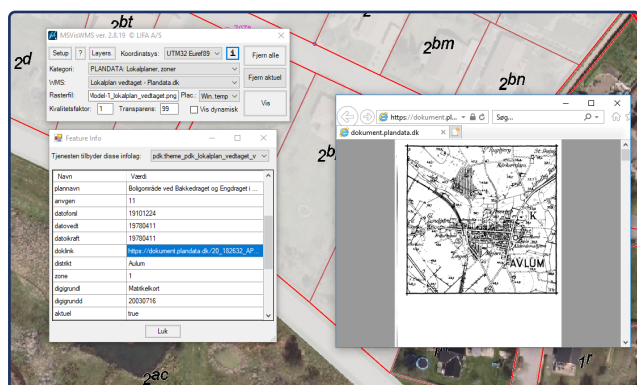 MSVisWMS ver. 2.8.19 © LIFA A/S
Setup ? Layers. Koordinatsys: UTM32 Euref89 i Fjern alle
Kategori: PLANDATA: Lokalplaner, zoner
WMS: Lokalplan vedtaget - Plandata.dk Fjern aktuel
Rasterfil: Model-1_lokalplan_vedtaget.png Plac.: Win. temp Vis
Kvalitetsfaktor: 1 Transparens: 99 Vis dynamisk
Feature Info
Tjenesten tilbyder disse infolag: pdk:theme_pdk_lokalplan_vedtaget_v
Navn Værdi
plannavn Boligområde ved Bakkedraget og Engdraget i ...
anvgen 11
datoforsl 19101224
datovedt 19780411
datoikraft 19780411
doklink https://dokument.plandata.dk/20_182632_AP...
distrikt Aulum
zone 1
digigrundl Matrikelkort
digigrundd 20030716
aktuel true
Luk
https://dokument.pl... Søg...
dokument.plandata.dk
K
AVLUM
2d
2bt
2bm
2bn
2b
2ac
1r